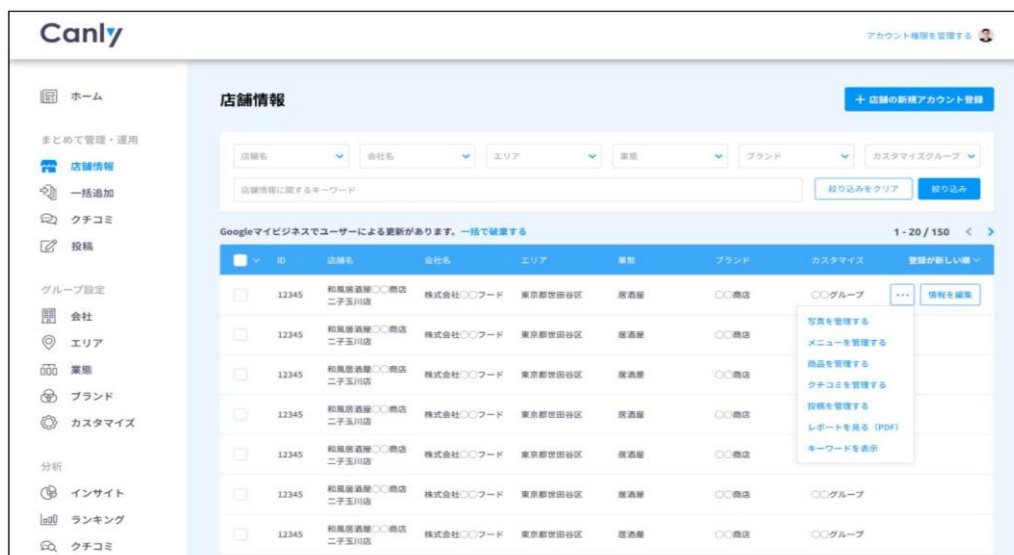 Canly
アカウント権限を管理する
ホーム
まとめて管理・運用
店舗情報
一括追加
クチコミ
投稿
グループ設定
会社
エリア
業態
ブランド
カスタマイズ
分析
インサイト
ランキング
クチコミ
店舗情報
＋ 店舗の新規アカウント登録
店舗名 会社名 エリア 業態 ブランド カスタマイズグループ
店舗情報に関するキーワード 絞り込みをクリア 絞り込み
Googleマイビジネスでユーザーによる更新があります。一括で破棄する 1 - 20 / 150
ID 店舗名 会社名 エリア 業態 ブランド カスタマイズ 登録が新しい順
12345 和風居酒屋〇〇商店 株式会社〇〇フード 東京都世田谷区 居酒屋 〇〇商店 〇〇グループ ··· 情報を編集
二子玉川店
写真を管理する
メニューを管理する
商品を管理する
クチコミを管理する
投稿を管理する
レポートを見る（PDF）
キーワードを表示
12345 和風居酒屋〇〇商店 株式会社〇〇フード 東京都世田谷区 居酒屋 〇〇商店
二子玉川店
12345 和風居酒屋〇〇商店 株式会社〇〇フード 東京都世田谷区 居酒屋 〇〇商店
二子玉川店
12345 和風居酒屋〇〇商店 株式会社〇〇フード 東京都世田谷区 居酒屋 〇〇商店
二子玉川店
12345 和風居酒屋〇〇商店 株式会社〇〇フード 東京都世田谷区 居酒屋 〇〇商店
二子玉川店
12345 和風居酒屋〇〇商店 株式会社〇〇フード 東京都世田谷区 居酒屋 〇〇商店 〇〇グループ
二子玉川店
12345 和風居酒屋〇〇商店 株式会社〇〇フード 東京都世田谷区 居酒屋 〇〇商店 〇〇グループ
二子玉川店